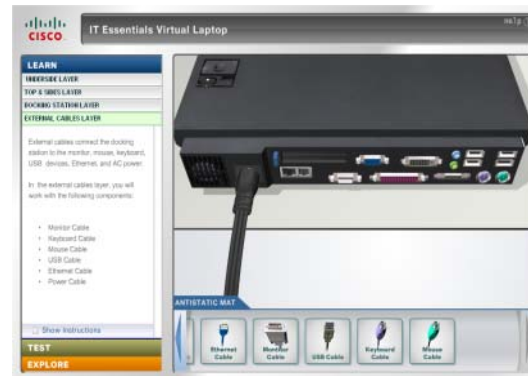 CISCO
IT Essentials Virtual Laptop
Help
LEARN
UNDERSIDE LAYER
TOP & SIDES LAYER
DOCKING STATION LAYER
EXTERNAL CABLES LAYER
External cables connect the docking
station to the monitor, mouse, keyboard,
USB devices, Ethernet, and AC power.
In the external cables layer, you will
work with the following components:
• Monitor Cable
• Keyboard Cable
• Mouse Cable
• USB Cable
• Ethernet Cable
• Power Cable
Show Instructions
TEST
EXPLORE
ANTISTATIC MAT
Ethernet
Cable
Monitor
Cable
USB Cable
Keyboard
Cable
Mouse
Cable